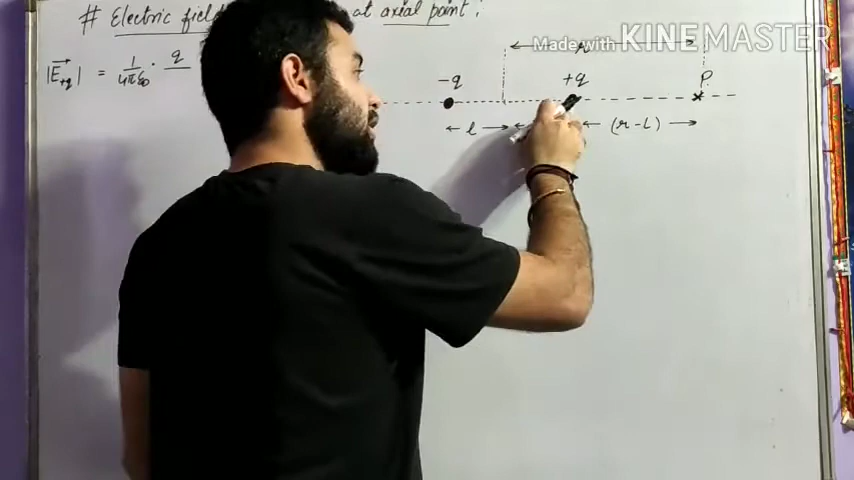 # Electric field at axial point :
Made with KINEMASTER
r
|E⃗₊q| = 1/4πε₀ · q
-q +q P
← l → ← (r-l) →